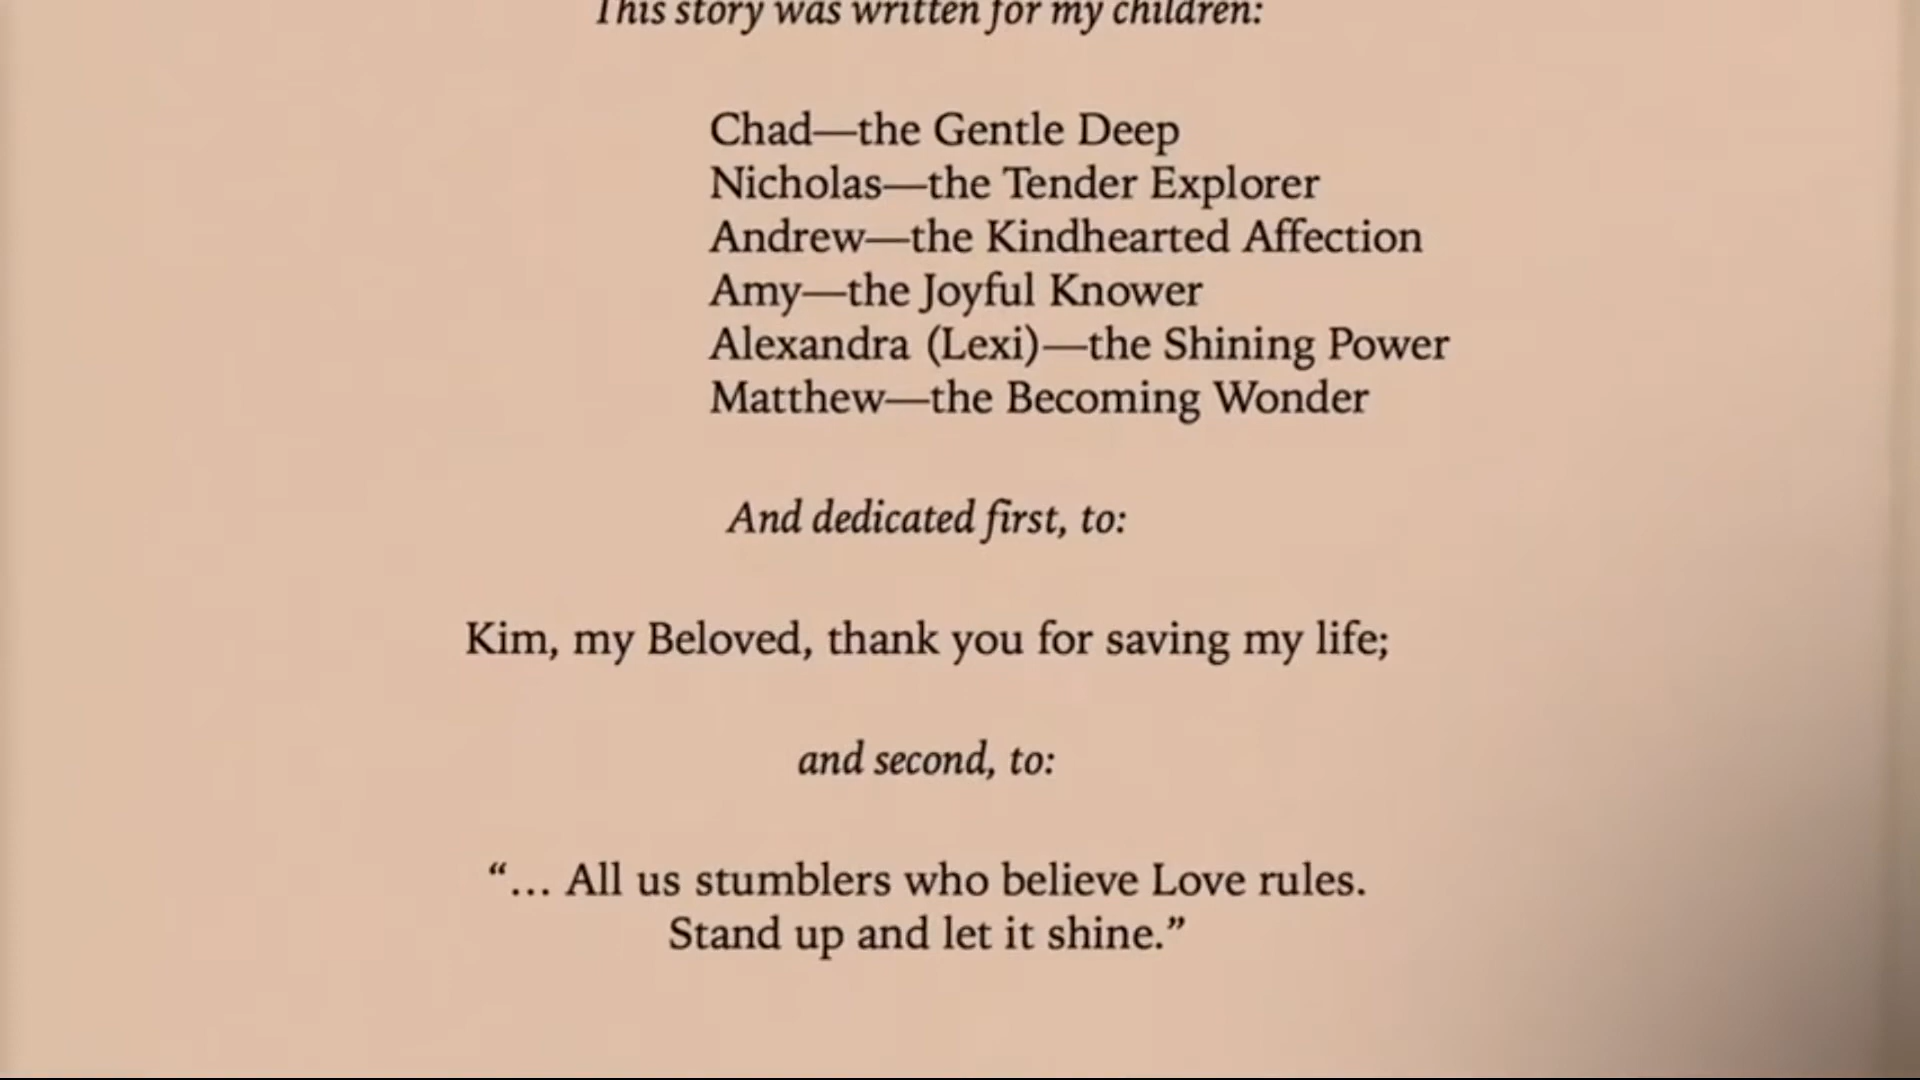 This story was written for my children:
Chad—the Gentle Deep
Nicholas—the Tender Explorer
Andrew—the Kindhearted Affection
Amy—the Joyful Knower
Alexandra (Lexi)—the Shining Power
Matthew—the Becoming Wonder
And dedicated first, to:
Kim, my Beloved, thank you for saving my life;
and second, to:
“… All us stumblers who believe Love rules.
Stand up and let it shine.”